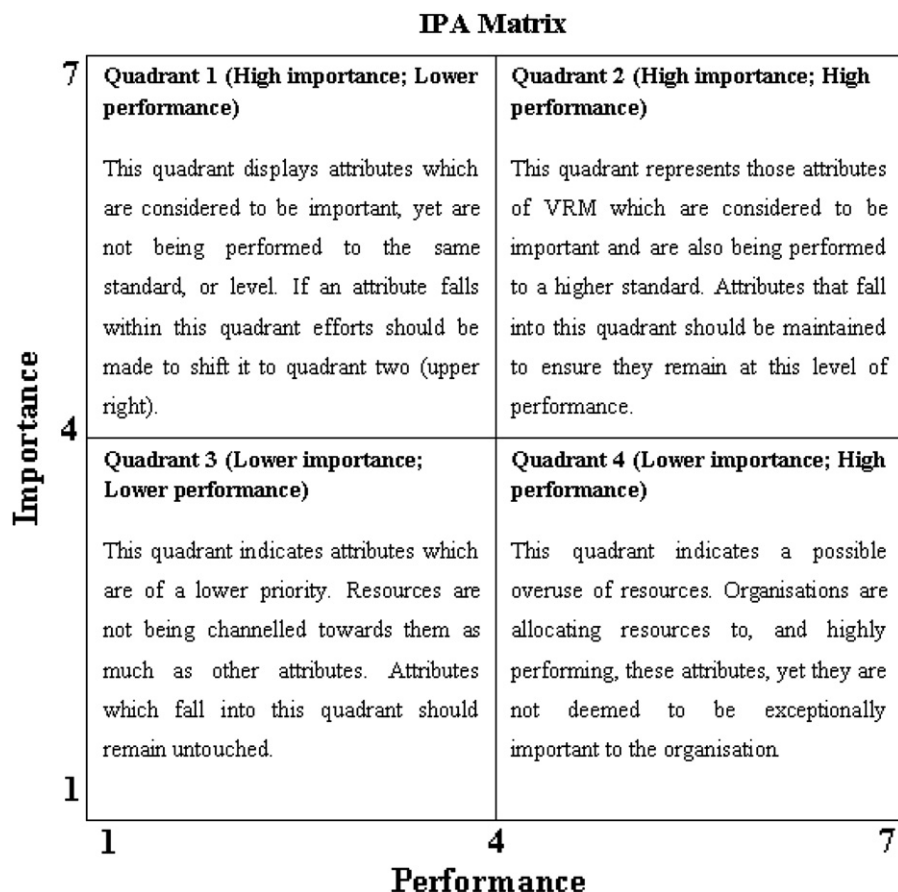 IPA Matrix
7
Quadrant 1 (High importance; Lower
performance)
This quadrant displays attributes which
are considered to be important, yet are
not being performed to the same
standard, or level. If an attribute falls
within this quadrant efforts should be
made to shift it to quadrant two (upper
right).
Quadrant 2 (High importance; High
performance)
This quadrant represents those attributes
of VRM which are considered to be
important and are also being performed
to a higher standard. Attributes that fall
into this quadrant should be maintained
to ensure they remain at this level of
performance.
Importance
4
Quadrant 3 (Lower importance;
Lower performance)
This quadrant indicates attributes which
are of a lower priority. Resources are
not being channelled towards them as
much as other attributes. Attributes
which fall into this quadrant should
remain untouched.
Quadrant 4 (Lower importance; High
performance)
This quadrant indicates a possible
overuse of resources. Organisations are
allocating resources to, and highly
performing, these attributes, yet they are
not deemed to be exceptionally
important to the organisation
1
1 4 7
Performance